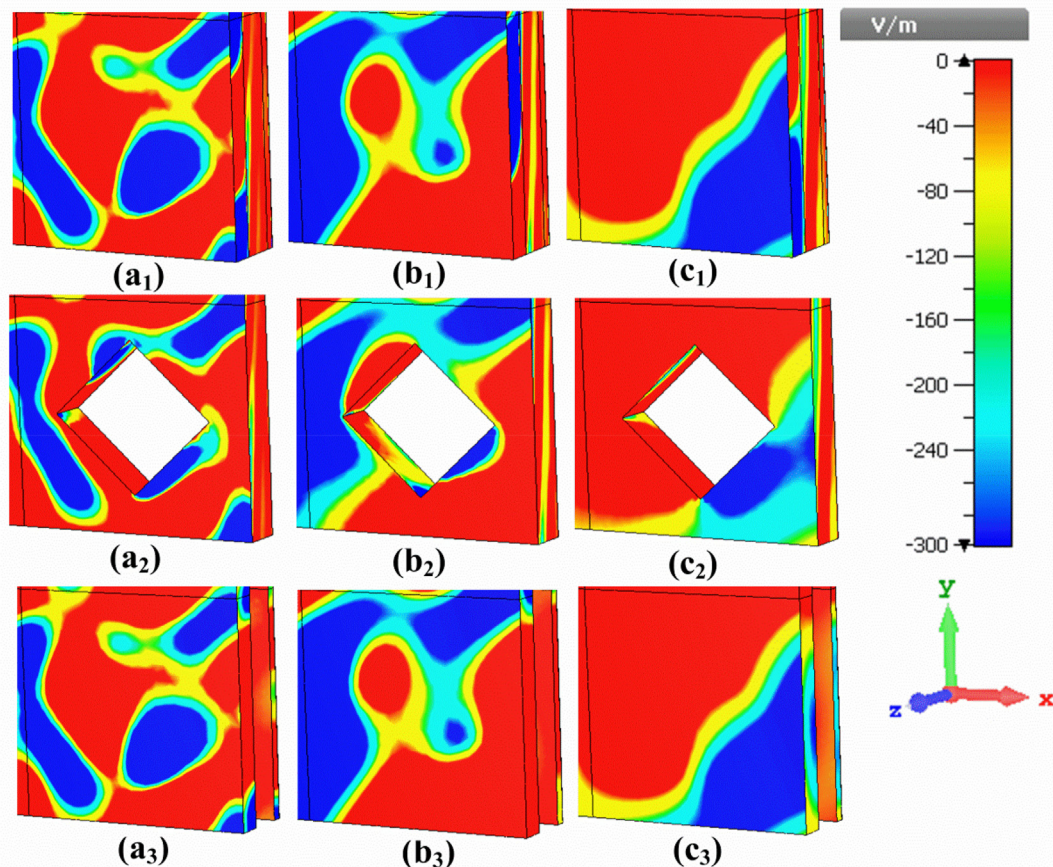 V/m
0
-40
-80
-120
-160
-200
-240
-300
(a1) (b1) (c1)
(a2) (b2) (c2)
(a3) (b3) (c3)
y
z x